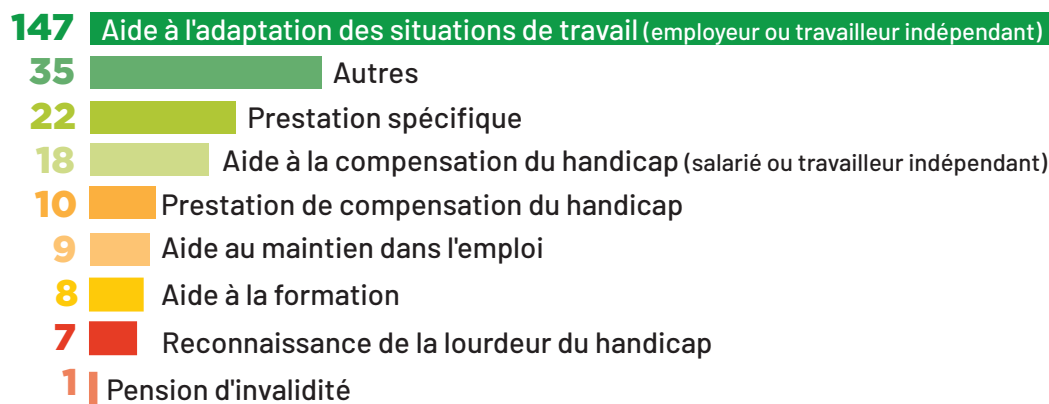 147 Aide à l'adaptation des situations de travail (employeur ou travailleur indépendant)
35 Autres
22 Prestation spécifique
18 Aide à la compensation du handicap (salarié ou travailleur indépendant)
10 Prestation de compensation du handicap
9 Aide au maintien dans l'emploi
8 Aide à la formation
7 Reconnaissance de la lourdeur du handicap
1 Pension d'invalidité